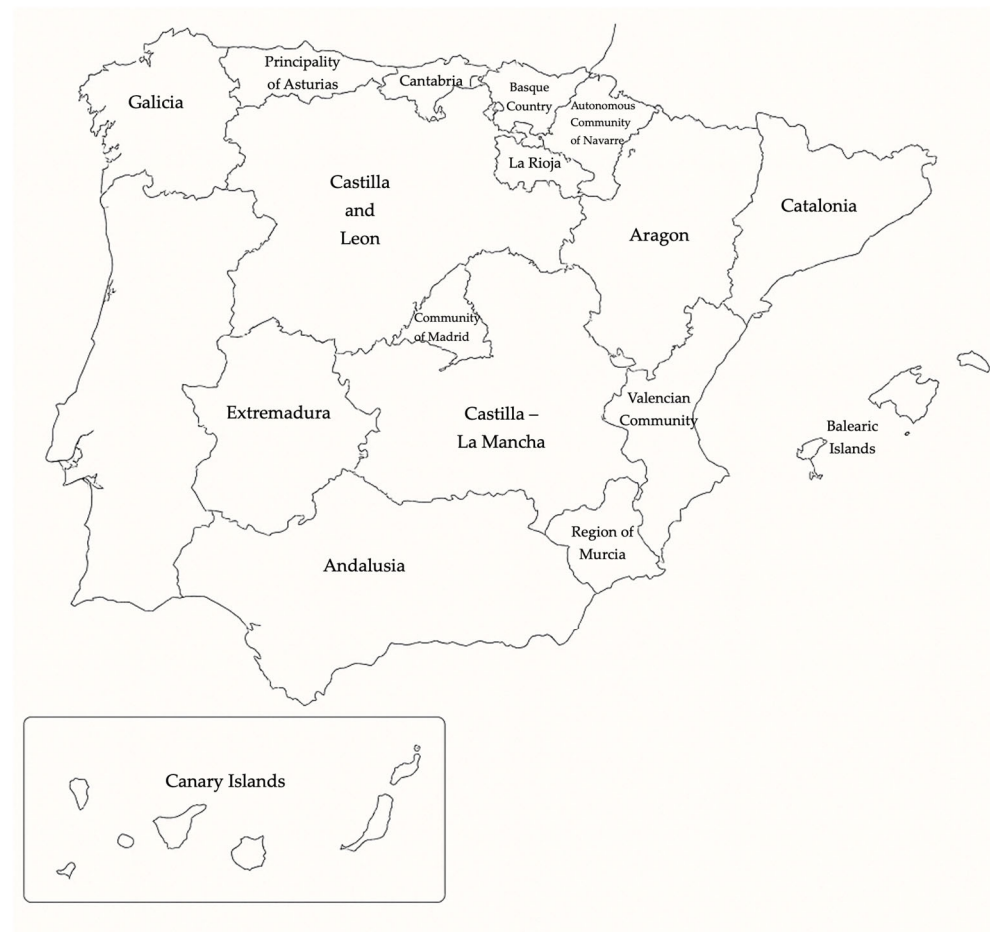 Principality
of Asturias
Cantabria
Basque
Country
Galicia
Autonomous
Community
of Navarre
La Rioja
Castilla
and
Leon
Catalonia
Aragon
Community
of Madrid
Extremadura
Castilla –
La Mancha
Valencian
Community
Balearic
Islands
Region of
Murcia
Andalusia
Canary Islands